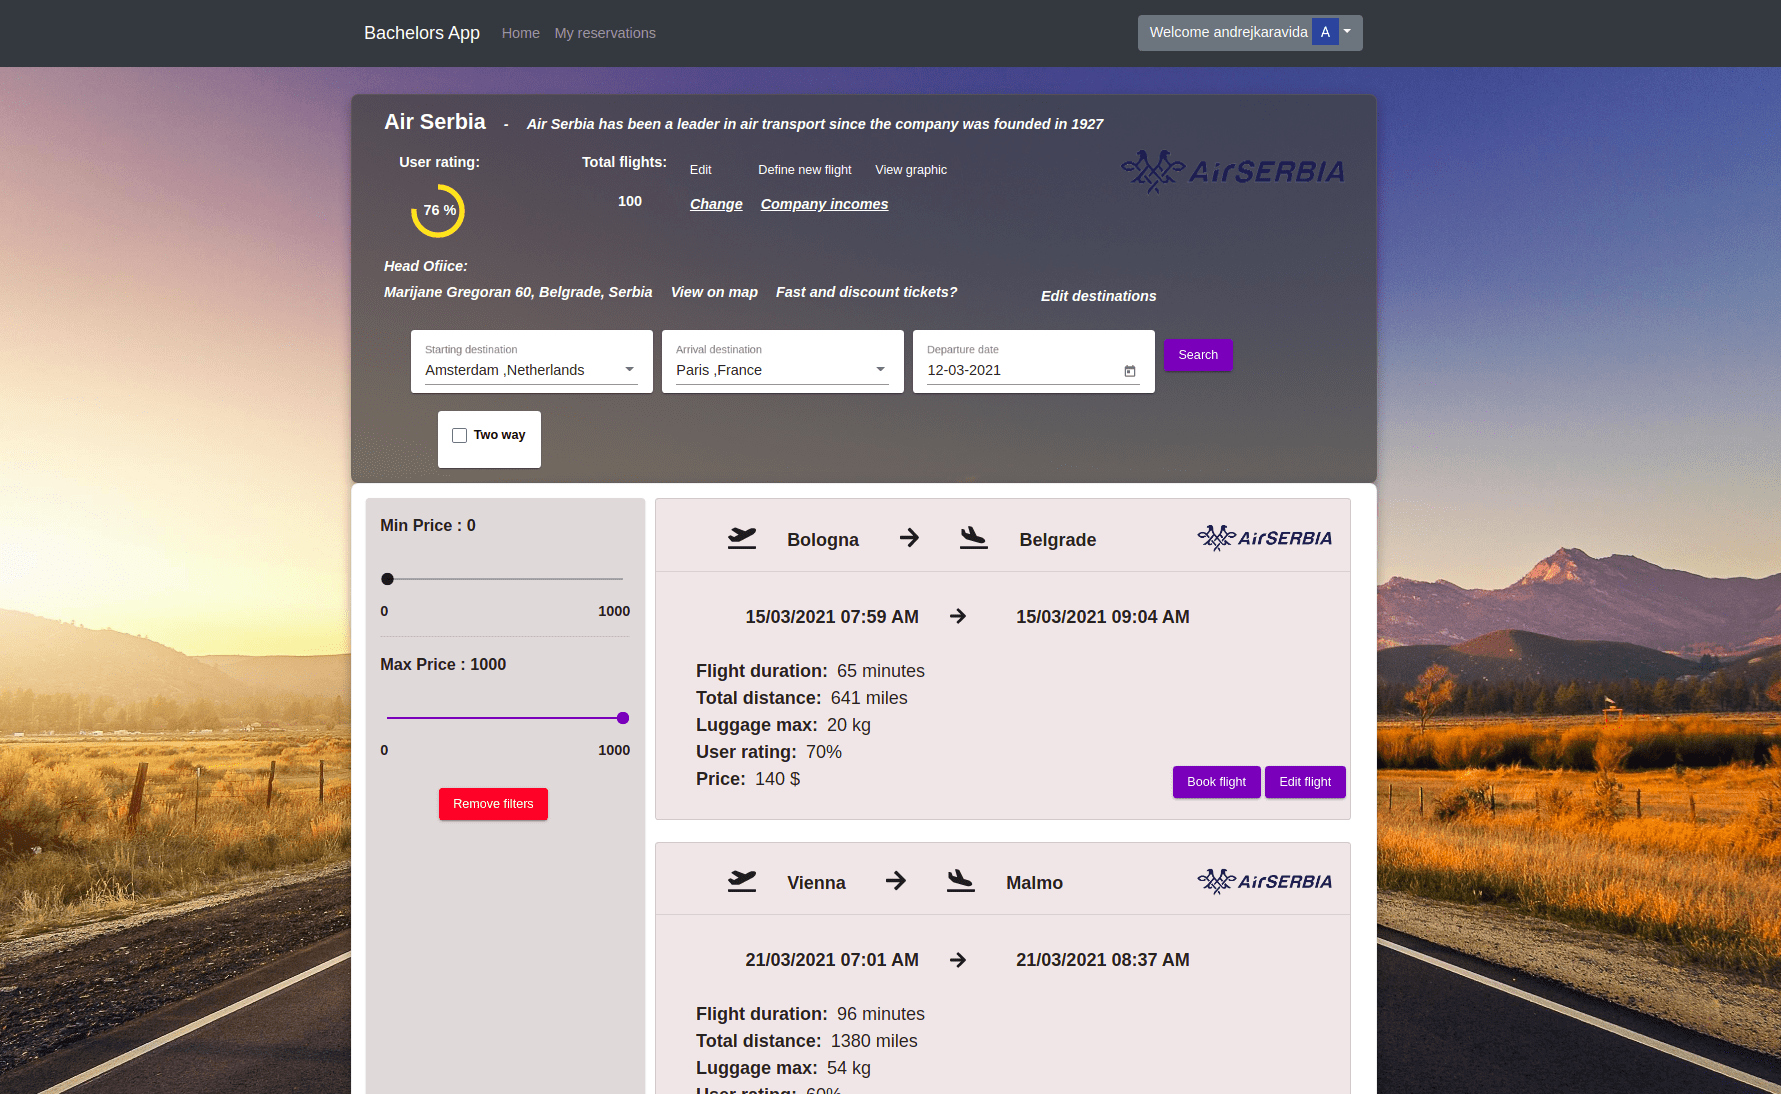 Bachelors App Home My reservations Welcome andrejkaravida A
Air Serbia - Air Serbia has been a leader in air transport since the company was founded in 1927
User rating: Total flights: Edit Define new flight View graphic AirSERBIA
76 % 100 Change Company incomes
Head Ofiice:
Marijane Gregoran 60, Belgrade, Serbia View on map Fast and discount tickets? Edit destinations
Starting destination Arrival destination Departure date
Amsterdam ,Netherlands Paris ,France 12-03-2021 Search
Two way
Min Price : 0
0 1000
Max Price : 1000
0 1000
Remove filters
Bologna Belgrade AirSERBIA
15/03/2021 07:59 AM 15/03/2021 09:04 AM
Flight duration: 65 minutes
Total distance: 641 miles
Luggage max: 20 kg
User rating: 70%
Price: 140 $
Book flight Edit flight
Vienna Malmo AirSERBIA
21/03/2021 07:01 AM 21/03/2021 08:37 AM
Flight duration: 96 minutes
Total distance: 1380 miles
Luggage max: 54 kg
User rating: 60%